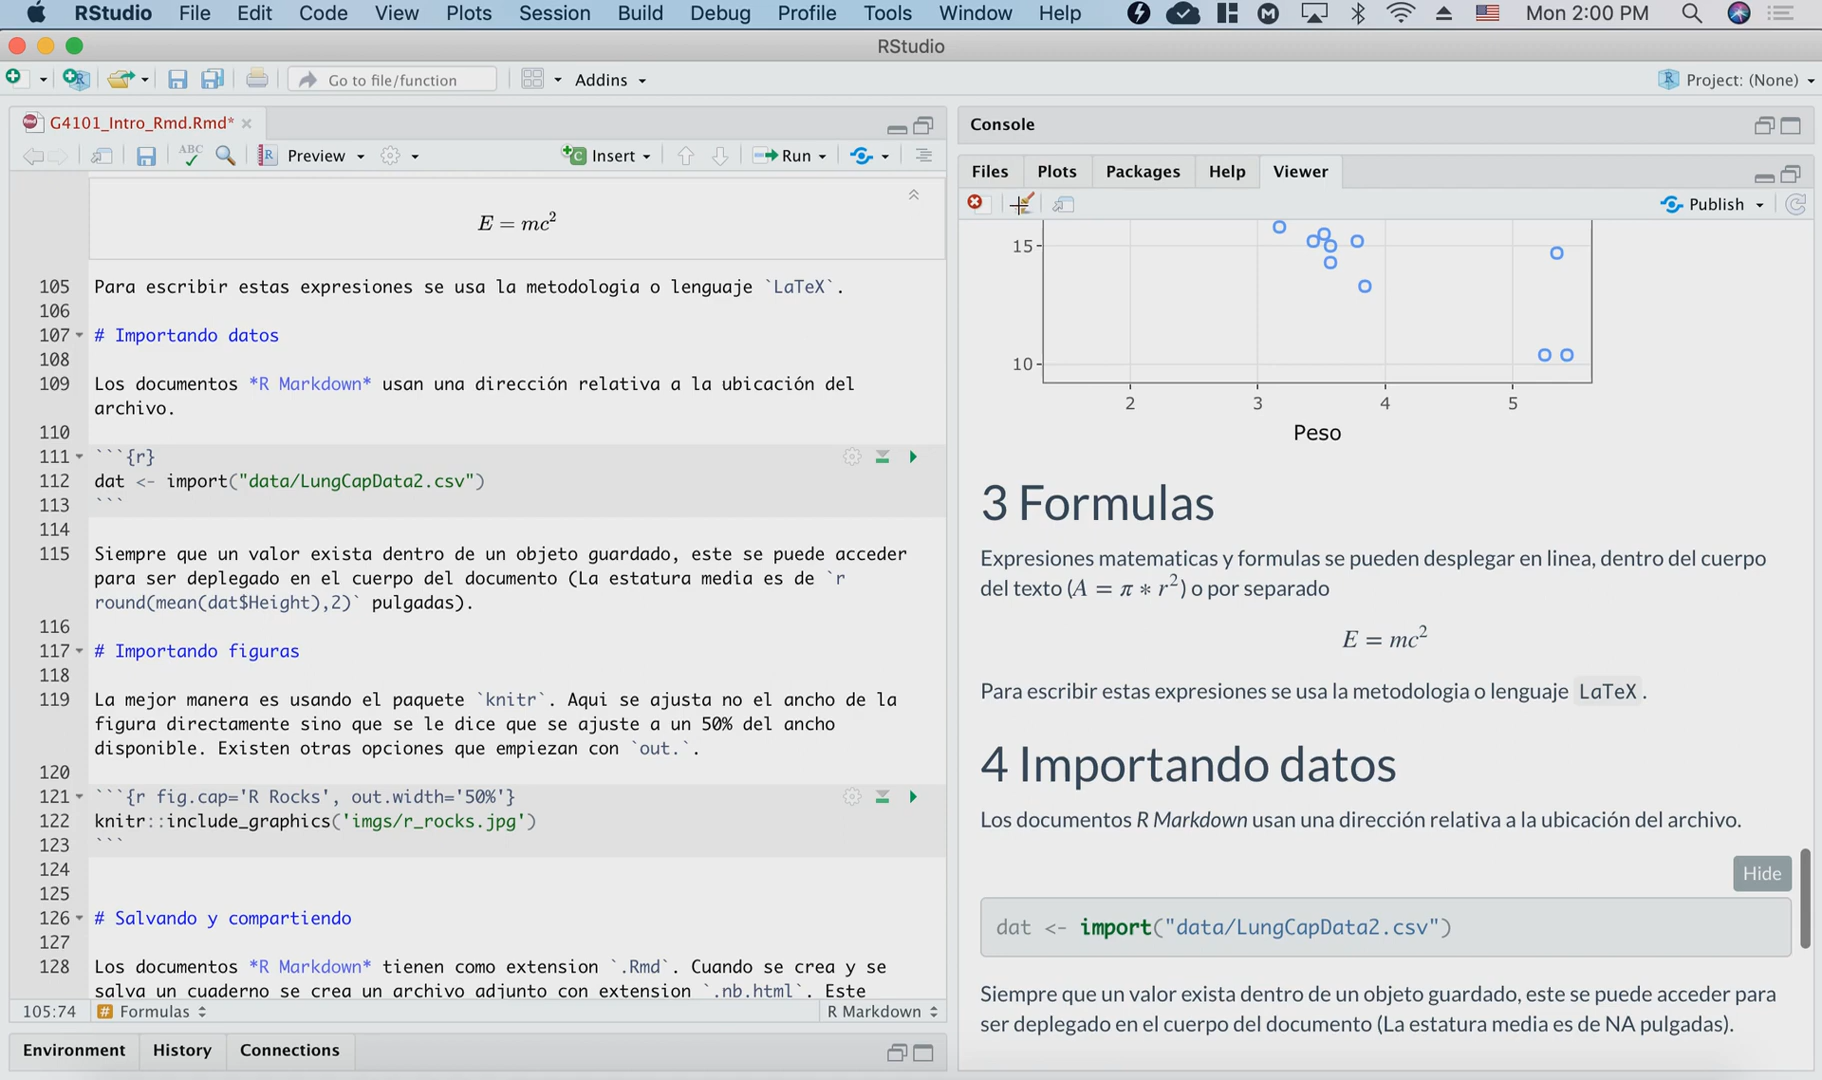 RStudio File Edit Code View Plots Session Build Debug Profile Tools Window Help Mon 2:00 PM
RStudio
Go to file/function Addins Project: (None)
G4101_Intro_Rmd.Rmd*
ABC Preview Insert Run
E = mc²
105 Para escribir estas expresiones se usa la metodologia o lenguaje `LaTeX`.
106
107 # Importando datos
108
109 Los documentos *R Markdown* usan una dirección relativa a la ubicación del
archivo.
110
111 ```{r}
112 dat <- import("data/LungCapData2.csv")
113 ```
114
115 Siempre que un valor exista dentro de un objeto guardado, este se puede acceder
para ser deplegado en el cuerpo del documento (La estatura media es de `r
round(mean(dat$Height),2)` pulgadas).
116
117 # Importando figuras
118
119 La mejor manera es usando el paquete `knitr`. Aqui se ajusta no el ancho de la
figura directamente sino que se le dice que se ajuste a un 50% del ancho
disponible. Existen otras opciones que empiezan con `out.`.
120
121 ```{r fig.cap='R Rocks', out.width='50%'}
122 knitr::include_graphics('imgs/r_rocks.jpg')
123 ```
124
125
126 # Salvando y compartiendo
127
128 Los documentos *R Markdown* tienen como extension `.Rmd`. Cuando se crea y se
salva un cuaderno se crea un archivo adjunto con extension `.nb.html`. Este
105:74 # Formulas R Markdown
Environment History Connections
Console
Files Plots Packages Help Viewer
Publish
15
10
2 3 4 5
Peso
3 Formulas
Expresiones matematicas y formulas se pueden desplegar en linea, dentro del cuerpo
del texto (A = π ∗ r²) o por separado
E = mc²
Para escribir estas expresiones se usa la metodologia o lenguaje LaTeX.
4 Importando datos
Los documentos R Markdown usan una dirección relativa a la ubicación del archivo.
Hide
dat <- import("data/LungCapData2.csv")
Siempre que un valor exista dentro de un objeto guardado, este se puede acceder para
ser deplegado en el cuerpo del documento (La estatura media es de NA pulgadas).